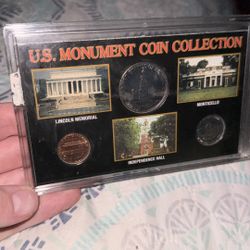 U.S. MONUMENT COIN COLLECTION
LINCOLN MEMORIAL
MONTICELLO
INDEPENDENCE HALL